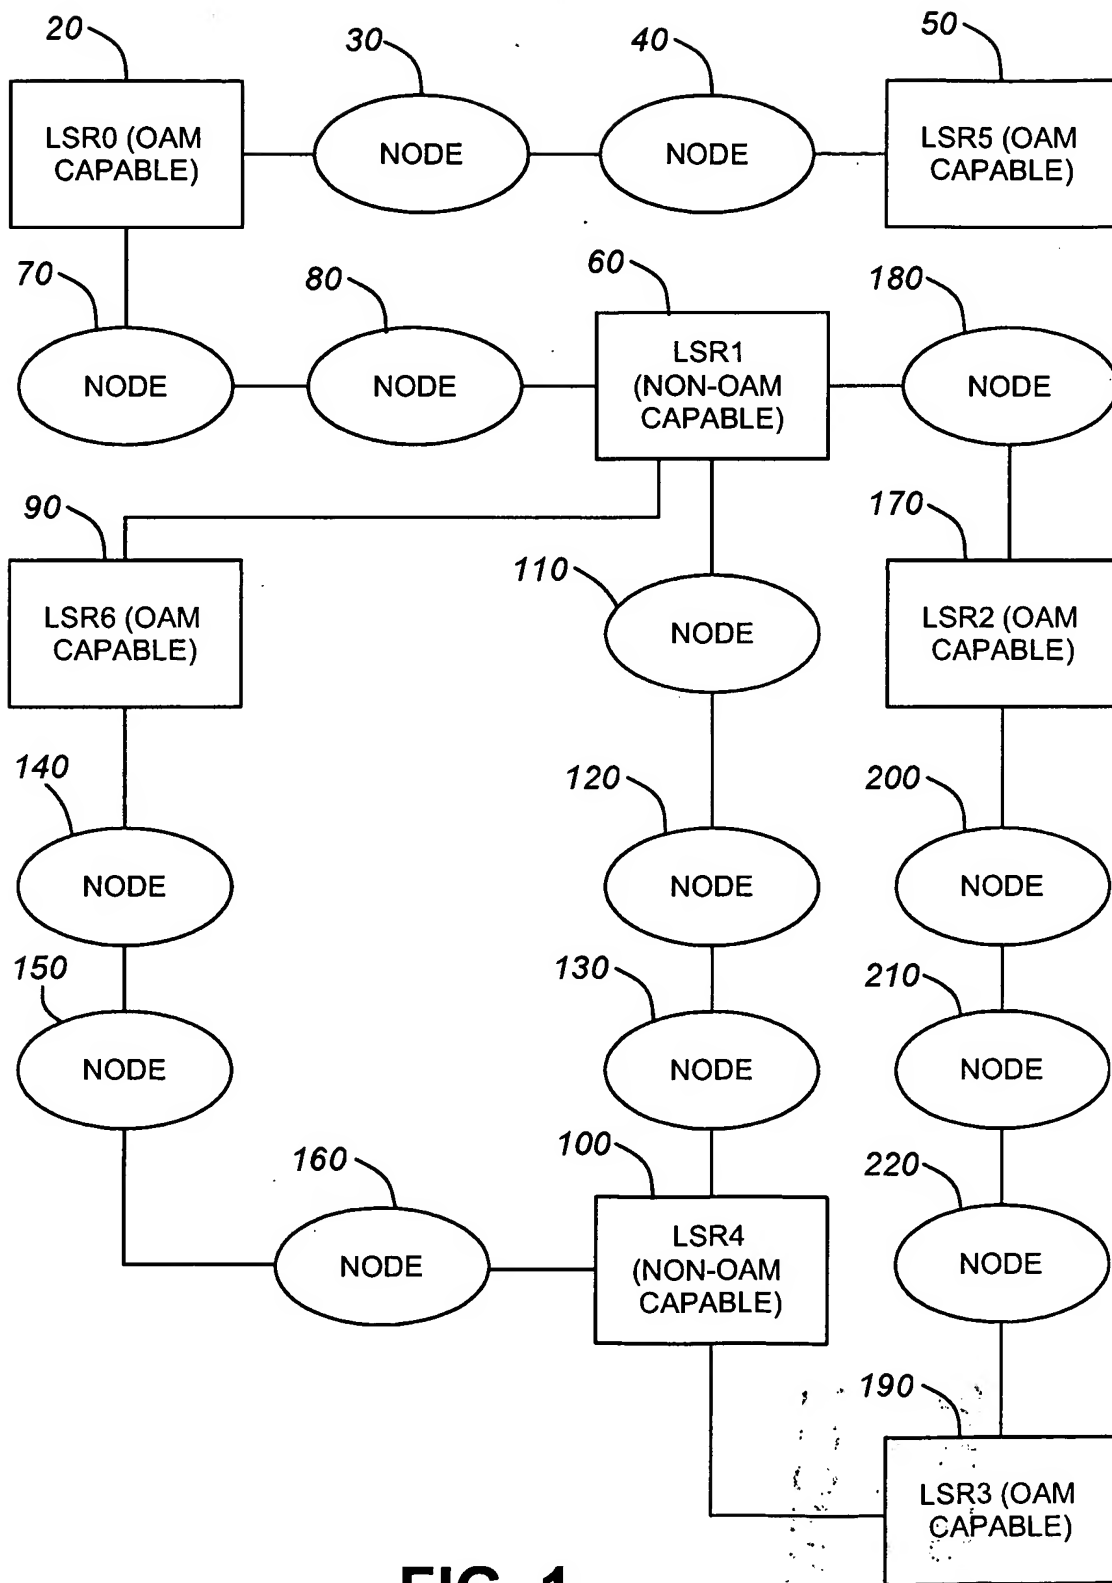 20
30
40
50
LSR0 (OAM
CAPABLE)
NODE
NODE
LSR5 (OAM
CAPABLE)
70
80
60
180
NODE
NODE
LSR1
(NON-OAM
CAPABLE)
NODE
90
110
170
LSR6 (OAM
CAPABLE)
NODE
LSR2 (OAM
CAPABLE)
140
120
200
NODE
NODE
NODE
150
130
210
NODE
NODE
NODE
160
100
220
NODE
LSR4
(NON-OAM
CAPABLE)
NODE
190
LSR3 (OAM
CAPABLE)
FIG. 1